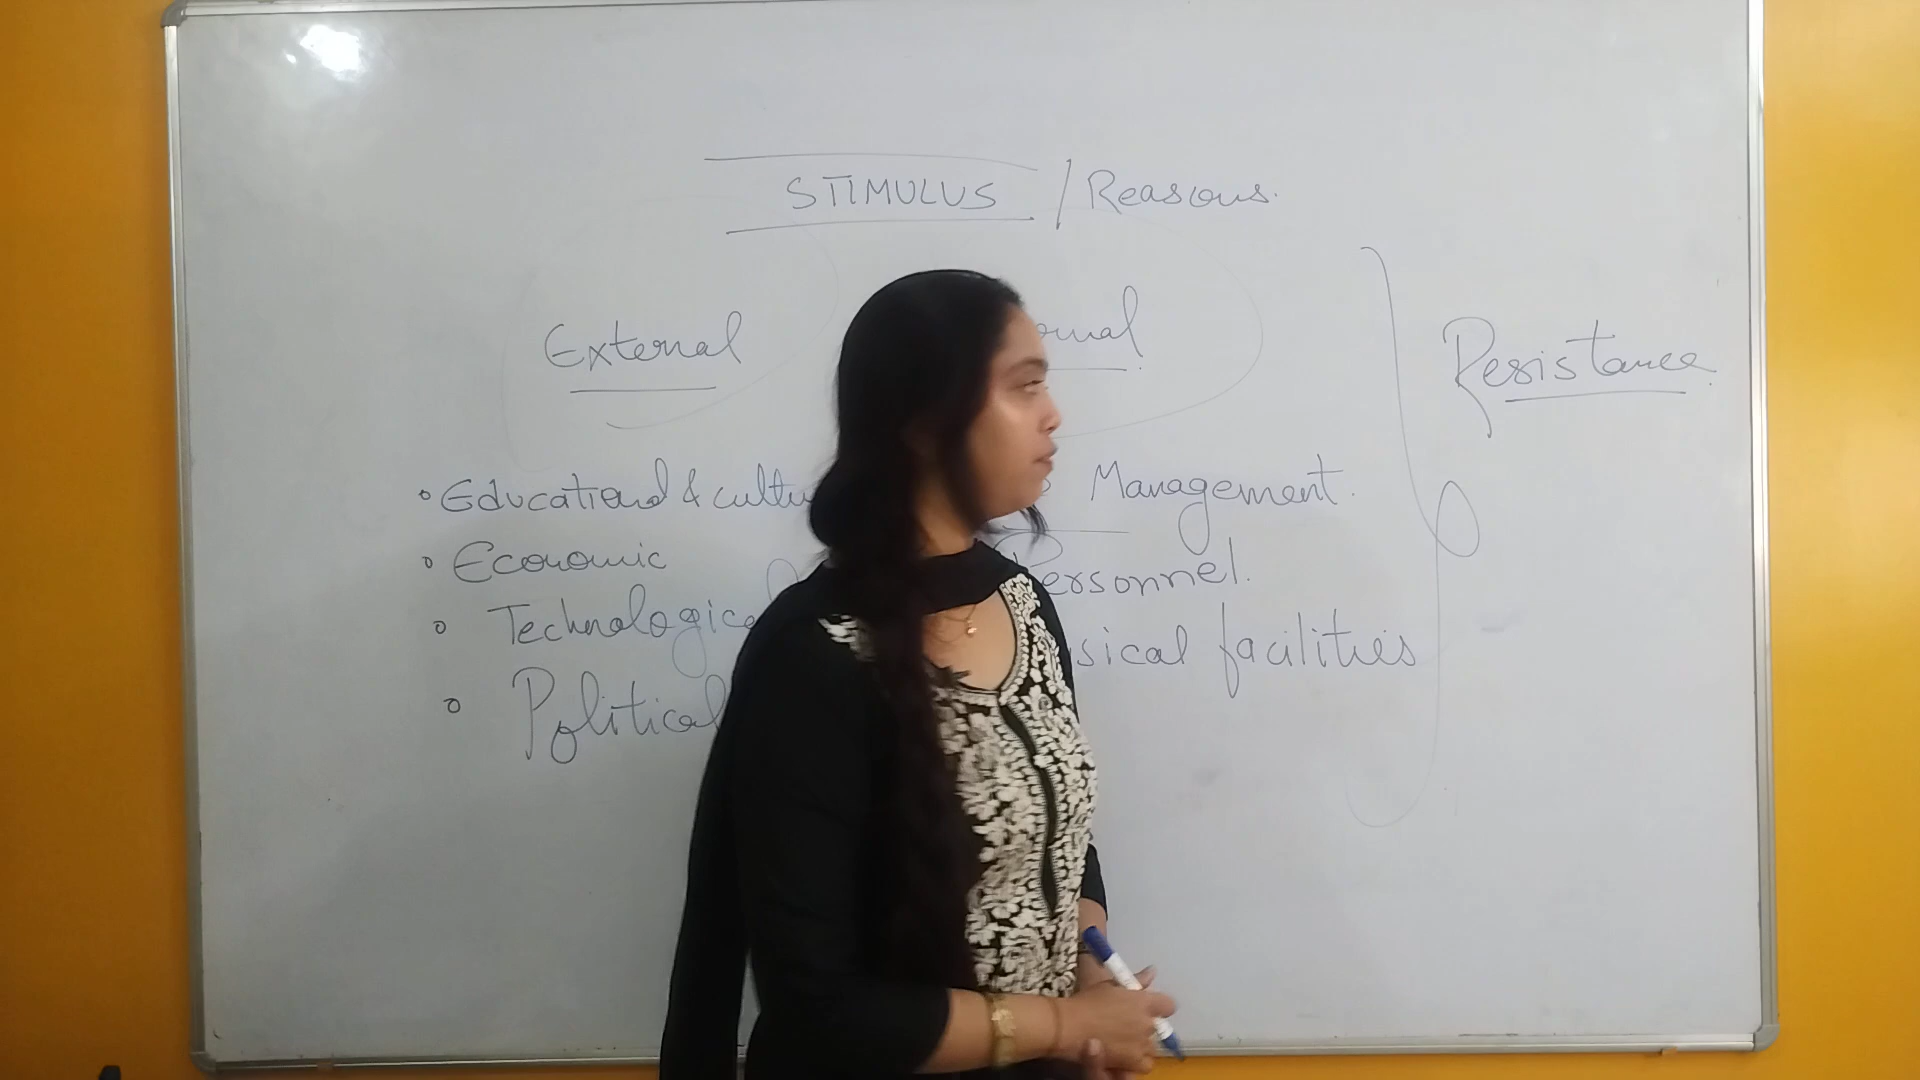 STIMULUS / Reasons.
External
Resistance.
• Educational & cultu
Management.
• Economic
ersonnel.
• Technologica
sical facilities
• Political